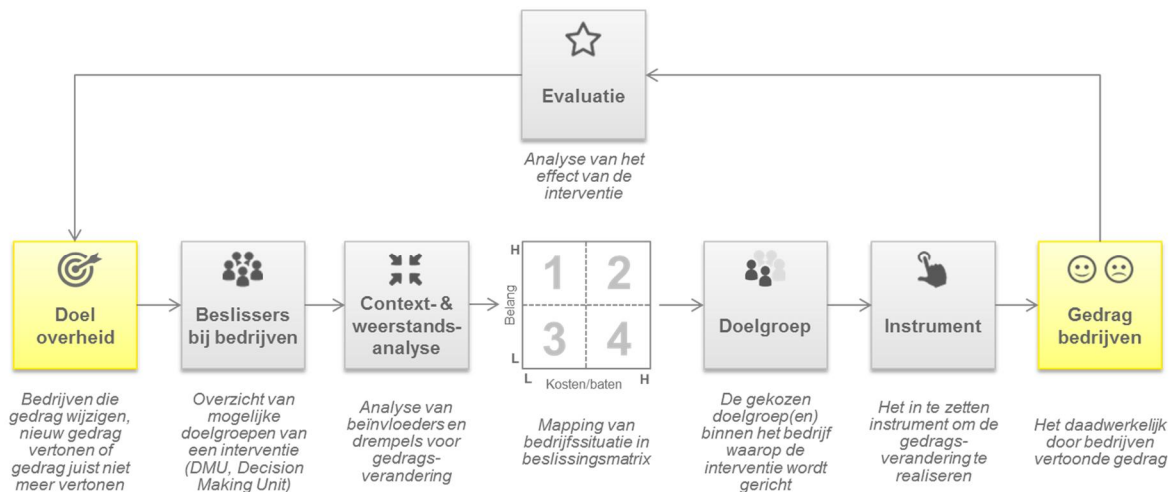 Evaluatie
Analyse van het
effect van de
interventie
Doel
overheid
Bedrijven die
gedrag wijzigen,
nieuw gedrag
vertonen of
gedrag juist niet
meer vertonen
Beslissers
bij bedrijven
Overzicht van
mogelijke
doelgroepen van
een interventie
(DMU, Decision
Making Unit)
Context- &
weerstands-
analyse
Analyse van
beïnvloeders en
drempels voor
gedrags-
verandering
H
Belang
L
1 2
3 4
L H
Kosten/baten
Mapping van
bedrijfssituatie in
beslissingsmatrix
Doelgroep
De gekozen
doelgroep(en)
binnen het bedrijf
waarop de
interventie wordt
gericht
Instrument
Het in te zetten
instrument om de
gedrags-
verandering te
realiseren
Gedrag
bedrijven
Het daadwerkelijk
door bedrijven
vertoonde gedrag